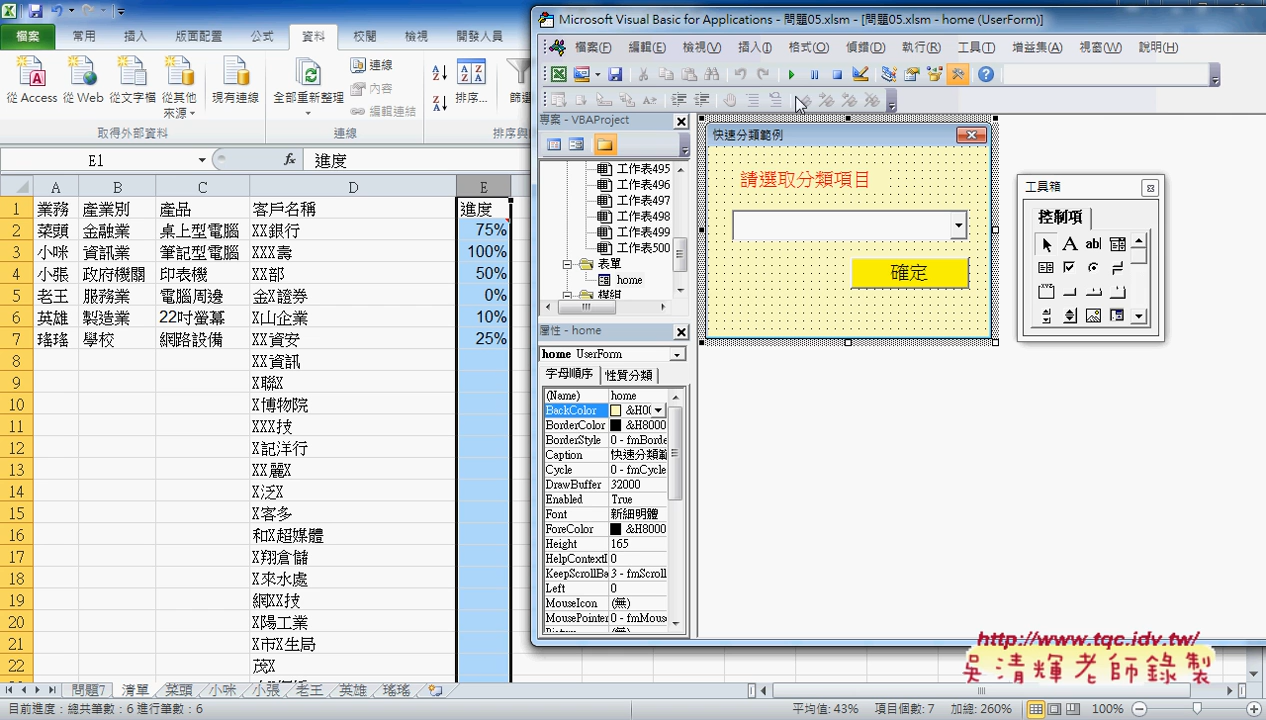 Microsoft Visual Basic for Applications - 問題05.xlsm - [問題05.xlsm - home (UserForm)]
檔案 常用 插入 版面配置 公式 資料 校閱 檢視 開發人員
檔案(F) 編輯(E) 檢視(V) 插入(I) 格式(O) 偵錯(D) 執行(R) 工具(T) 增益集(A) 視窗(W) 說明(H)
從 Access 從 Web 從文字檔 從其他來源 現有連線 全部重新整理 連線 內容 編輯連結 排序... 篩選
取得外部資料 連線
E1 fx 進度
A B C D E
1 業務 產業別 產品 客戶名稱 進度
2 菜頭 金融業 桌上型電腦 XX銀行 75%
3 小咪 資訊業 筆記型電腦 XXX壽 100%
4 小張 政府機關 印表機 XX部 50%
5 老王 服務業 電腦周邊 金X證券 0%
6 英雄 製造業 22吋螢幕 X山企業 10%
7 瑤瑤 學校 網路設備 XX資安 25%
8 XX資訊
9 X聯X
10 X博物院
11 XXX技
12 X記洋行
13 XX麗X
14 X泛X
15 X客多
16 和X超媒體
17 X翔倉儲
18 X來水處
19 網XX技
20 X陽工業
21 X市X生局
22 茂X
問題7 清單 菜頭 小咪 小張 老王 英雄 瑤瑤
目前進度：總共筆數：6 進行筆數：6 平均值: 43% 項目個數: 7 加總: 260% 100%
專案 - VBAProject
工作表495
工作表496
工作表497
工作表498
工作表499
工作表500
表單
home
模組
屬性 - home
home UserForm
字母順序 性質分類
(Name) home
BackColor &H0(
BorderColor &H8000
BorderStyle 0 - fmBorde
Caption 快速分類範
Cycle 0 - fmCycle
DrawBuffer 32000
Enabled True
Font 新細明體
ForeColor &H8000
Height 165
HelpContextI 0
KeepScrollBa 3 - fmScroll
Left 0
MouseIcon (無)
MousePointer 0 - fmMous
快速分類範例
請選取分類項目
確定
工具箱
控制項
A ab|
http://www.tqc.idv.tw/
吳清輝老師錄製